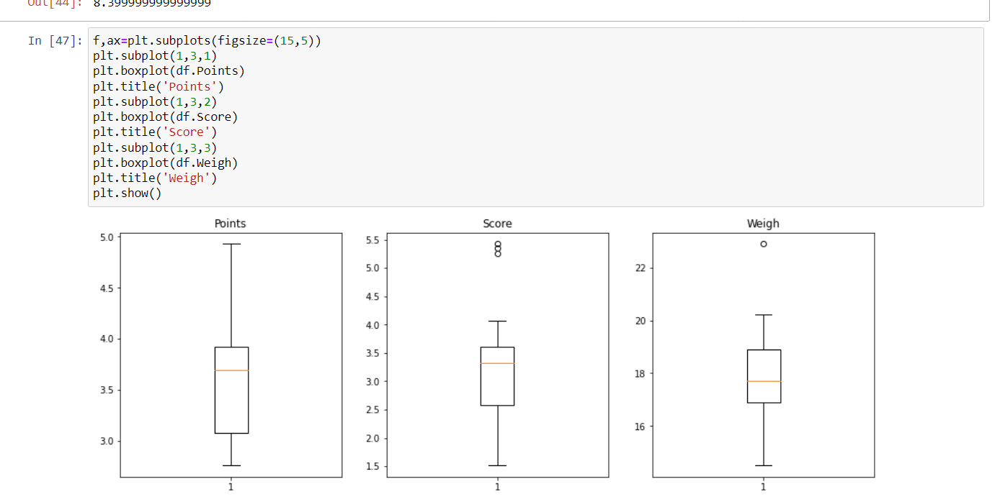 Out[44]: 8.399999999999999
In [47]: f,ax=plt.subplots(figsize=(15,5))
plt.subplot(1,3,1)
plt.boxplot(df.Points)
plt.title('Points')
plt.subplot(1,3,2)
plt.boxplot(df.Score)
plt.title('Score')
plt.subplot(1,3,3)
plt.boxplot(df.Weigh)
plt.title('Weigh')
plt.show()
Points
5.0
4.5
4.0
3.5
3.0
1
Score
5.5
5.0
4.5
4.0
3.5
3.0
2.5
2.0
1.5
1
Weigh
22
20
18
16
1